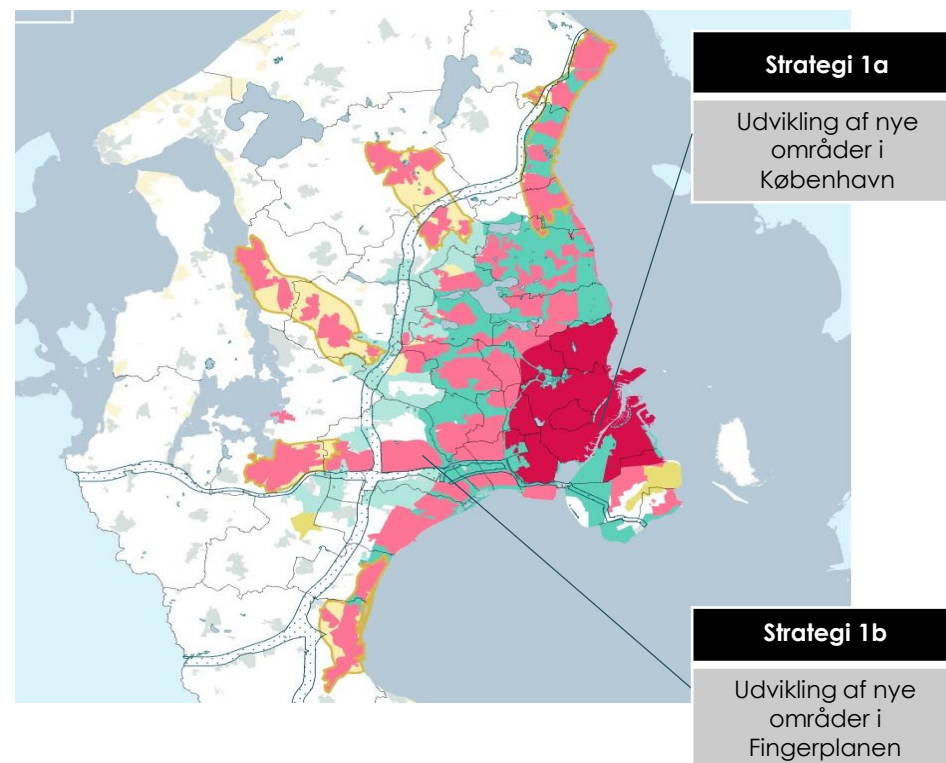 Strategi 1a
Udvikling af nye
områder i
København
Strategi 1b
Udvikling af nye
områder i
Fingerplanen